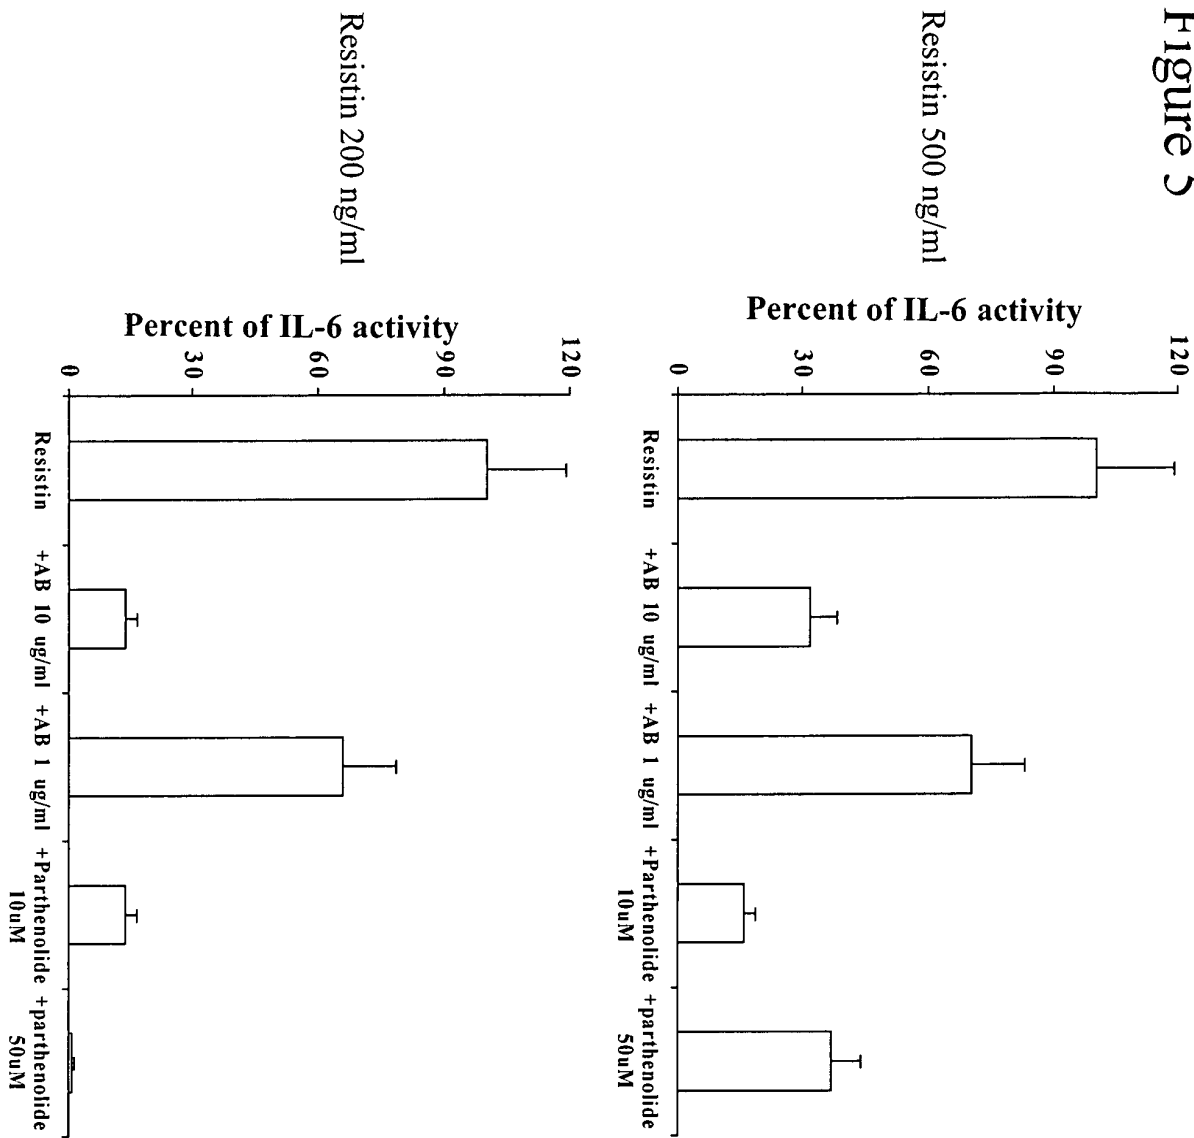 Figure 5
Resistin 500 ng/ml
Percent of IL-6 activity
120
90
60
30
0
Resistin
+AB 10 ug/ml
+AB 1 ug/ml
+Parthenolide
10uM
+parthenolide
50uM
Resistin 200 ng/ml
Percent of IL-6 activity
120
90
60
30
0
Resistin
+AB 10 ug/ml
+AB 1 ug/ml
+Parthenolide
10uM
+parthenolide
50uM